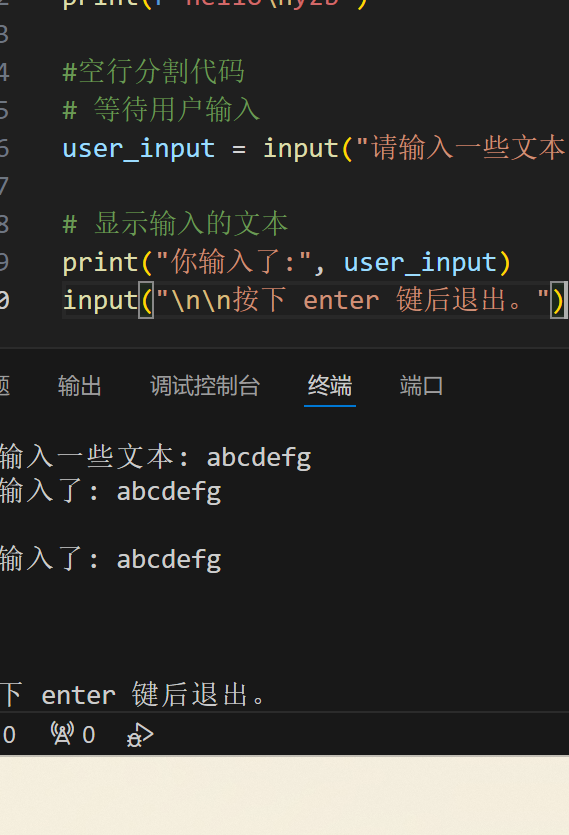 print(r"hello\nyzb")
3
4 #空行分割代码
5 # 等待用户输入
6 user_input = input("请输入一些文本
7
8 # 显示输入的文本
9 print("你输入了:", user_input)
0 input("\n\n按下 enter 键后退出。")
题 输出 调试控制台 终端 端口
输入一些文本: abcdefg
输入了: abcdefg
输入了: abcdefg
下 enter 键后退出。
0 0